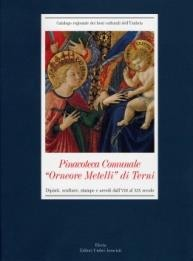 Catalogo regionale dei beni culturali dell'Umbria
Pinacoteca Comunale
"Orneore Metelli" di Terni
Dipinti, sculture, stampe e arredi dall'VIII al XIX secolo
Electa
Editori Umbri Associati